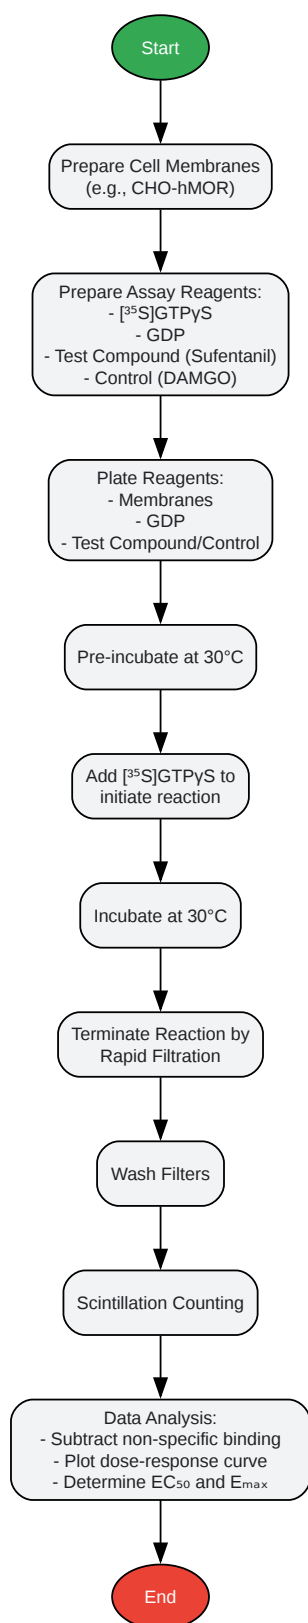 Start
Prepare Cell Membranes
(e.g., CHO-hMOR)
Prepare Assay Reagents:
- [³⁵S]GTPγS
- GDP
- Test Compound (Sufentanil)
- Control (DAMGO)
Plate Reagents:
- Membranes
- GDP
- Test Compound/Control
Pre-incubate at 30°C
Add [³⁵S]GTPγS to
initiate reaction
Incubate at 30°C
Terminate Reaction by
Rapid Filtration
Wash Filters
Scintillation Counting
Data Analysis:
- Subtract non-specific binding
- Plot dose-response curve
- Determine EC₅₀ and Eₘₐₓ
End